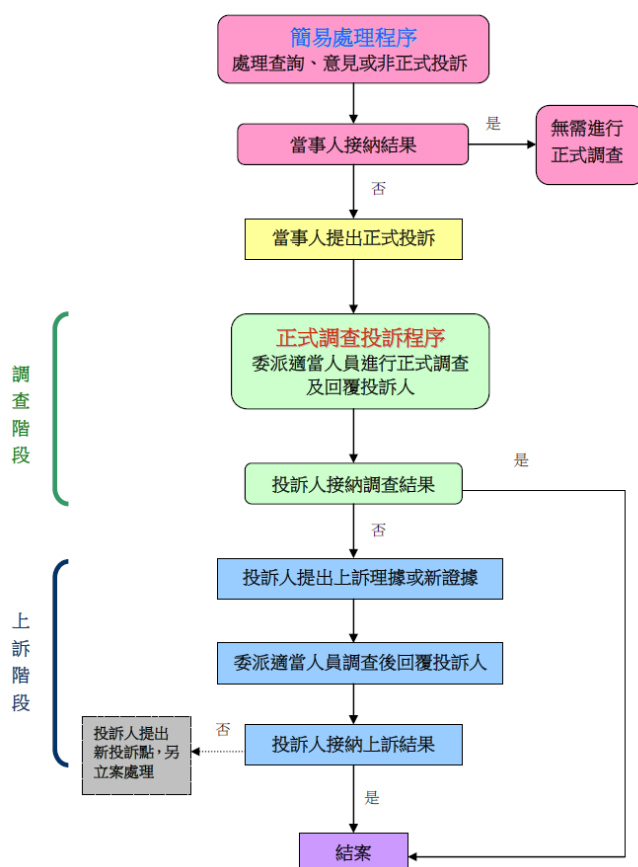 簡易處理程序
處理查詢、意見或非正式投訴
當事人接納結果
是
無需進行
正式調查
否
當事人提出正式投訴
調
查
階
段
正式調查投訴程序
委派適當人員進行正式調查
及回覆投訴人
投訴人接納調查結果
是
否
上
訴
階
段
投訴人提出上訴理據或新證據
委派適當人員調查後回覆投訴人
投訴人接納上訴結果
否
投訴人提出
新投訴點，另
立案處理
是
結案